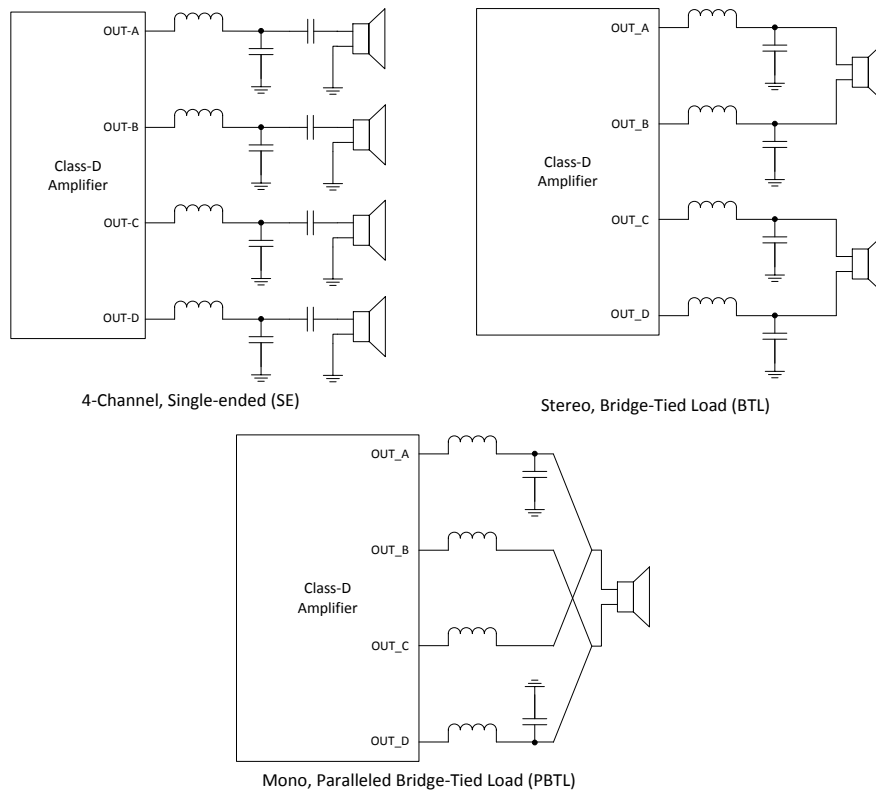 OUT-A
OUT-B
Class-D
Amplifier
OUT-C
OUT-D
4-Channel, Single-ended (SE)
OUT_A
OUT_B
Class-D
Amplifier
OUT_C
OUT_D
Stereo, Bridge-Tied Load (BTL)
OUT_A
OUT_B
Class-D
Amplifier
OUT_C
OUT_D
Mono, Paralleled Bridge-Tied Load (PBTL)